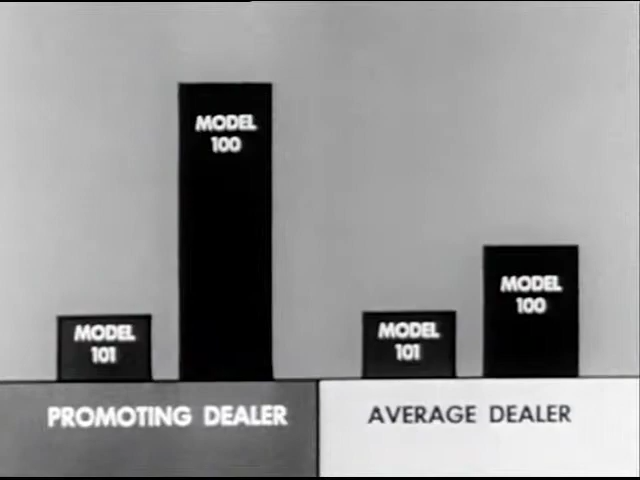 MODEL
100
MODEL
101
MODEL
100
MODEL
101
PROMOTING DEALER
AVERAGE DEALER